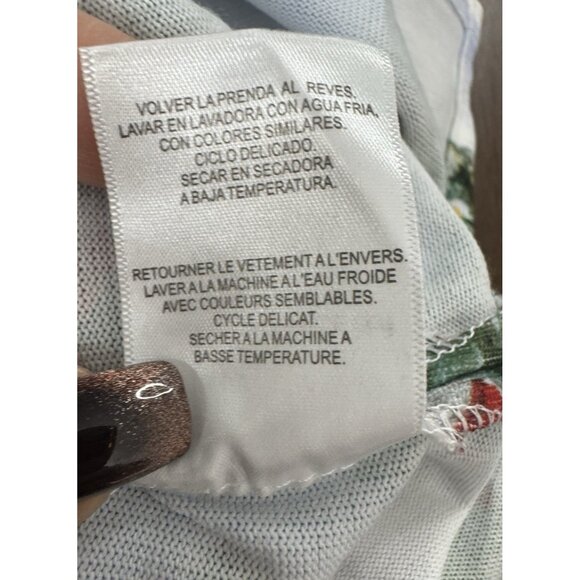 VOLVER LA PRENDA AL REVES.
LAVAR EN LAVADORA CON AGUA FRIA,
CON COLORES SIMILARES.
CICLO DELICADO.
SECAR EN SECADORA
A BAJA TEMPERATURA.
RETOURNER LE VETEMENT A L'ENVERS.
LAVER A LA MACHINE A L'EAU FROIDE
AVEC COULEURS SEMBLABLES.
CYCLE DELICAT.
SECHER A LA MACHINE A
BASSE TEMPERATURE.